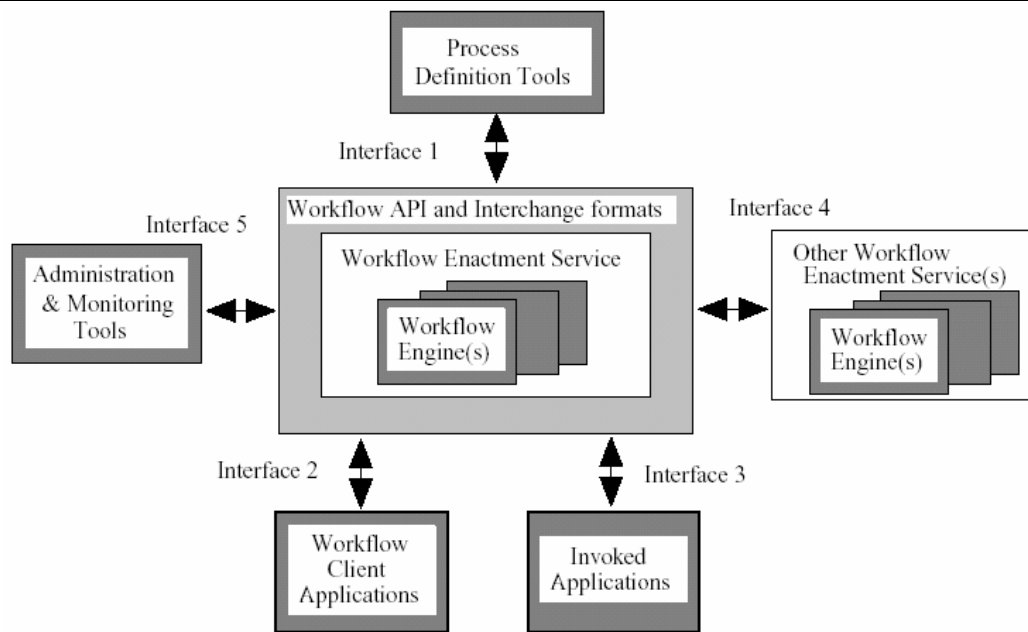 Process
Definition Tools
Interface 1
Workflow API and Interchange formats
Interface 5
Interface 4
Administration
& Monitoring
Tools
Workflow Enactment Service
Workflow
Engine(s)
Other Workflow
Enactment Service(s)
Workflow
Engine(s)
Interface 2
Interface 3
Workflow
Client
Applications
Invoked
Applications